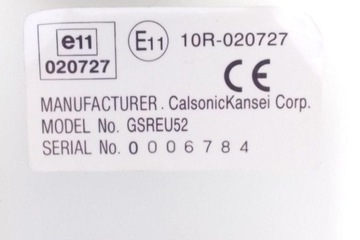 e11
020727
E11 10R-020727
CE
MANUFACTURER. CalsonicKansei Corp.
MODEL No. GSREU52
SERIAL No. 0006784